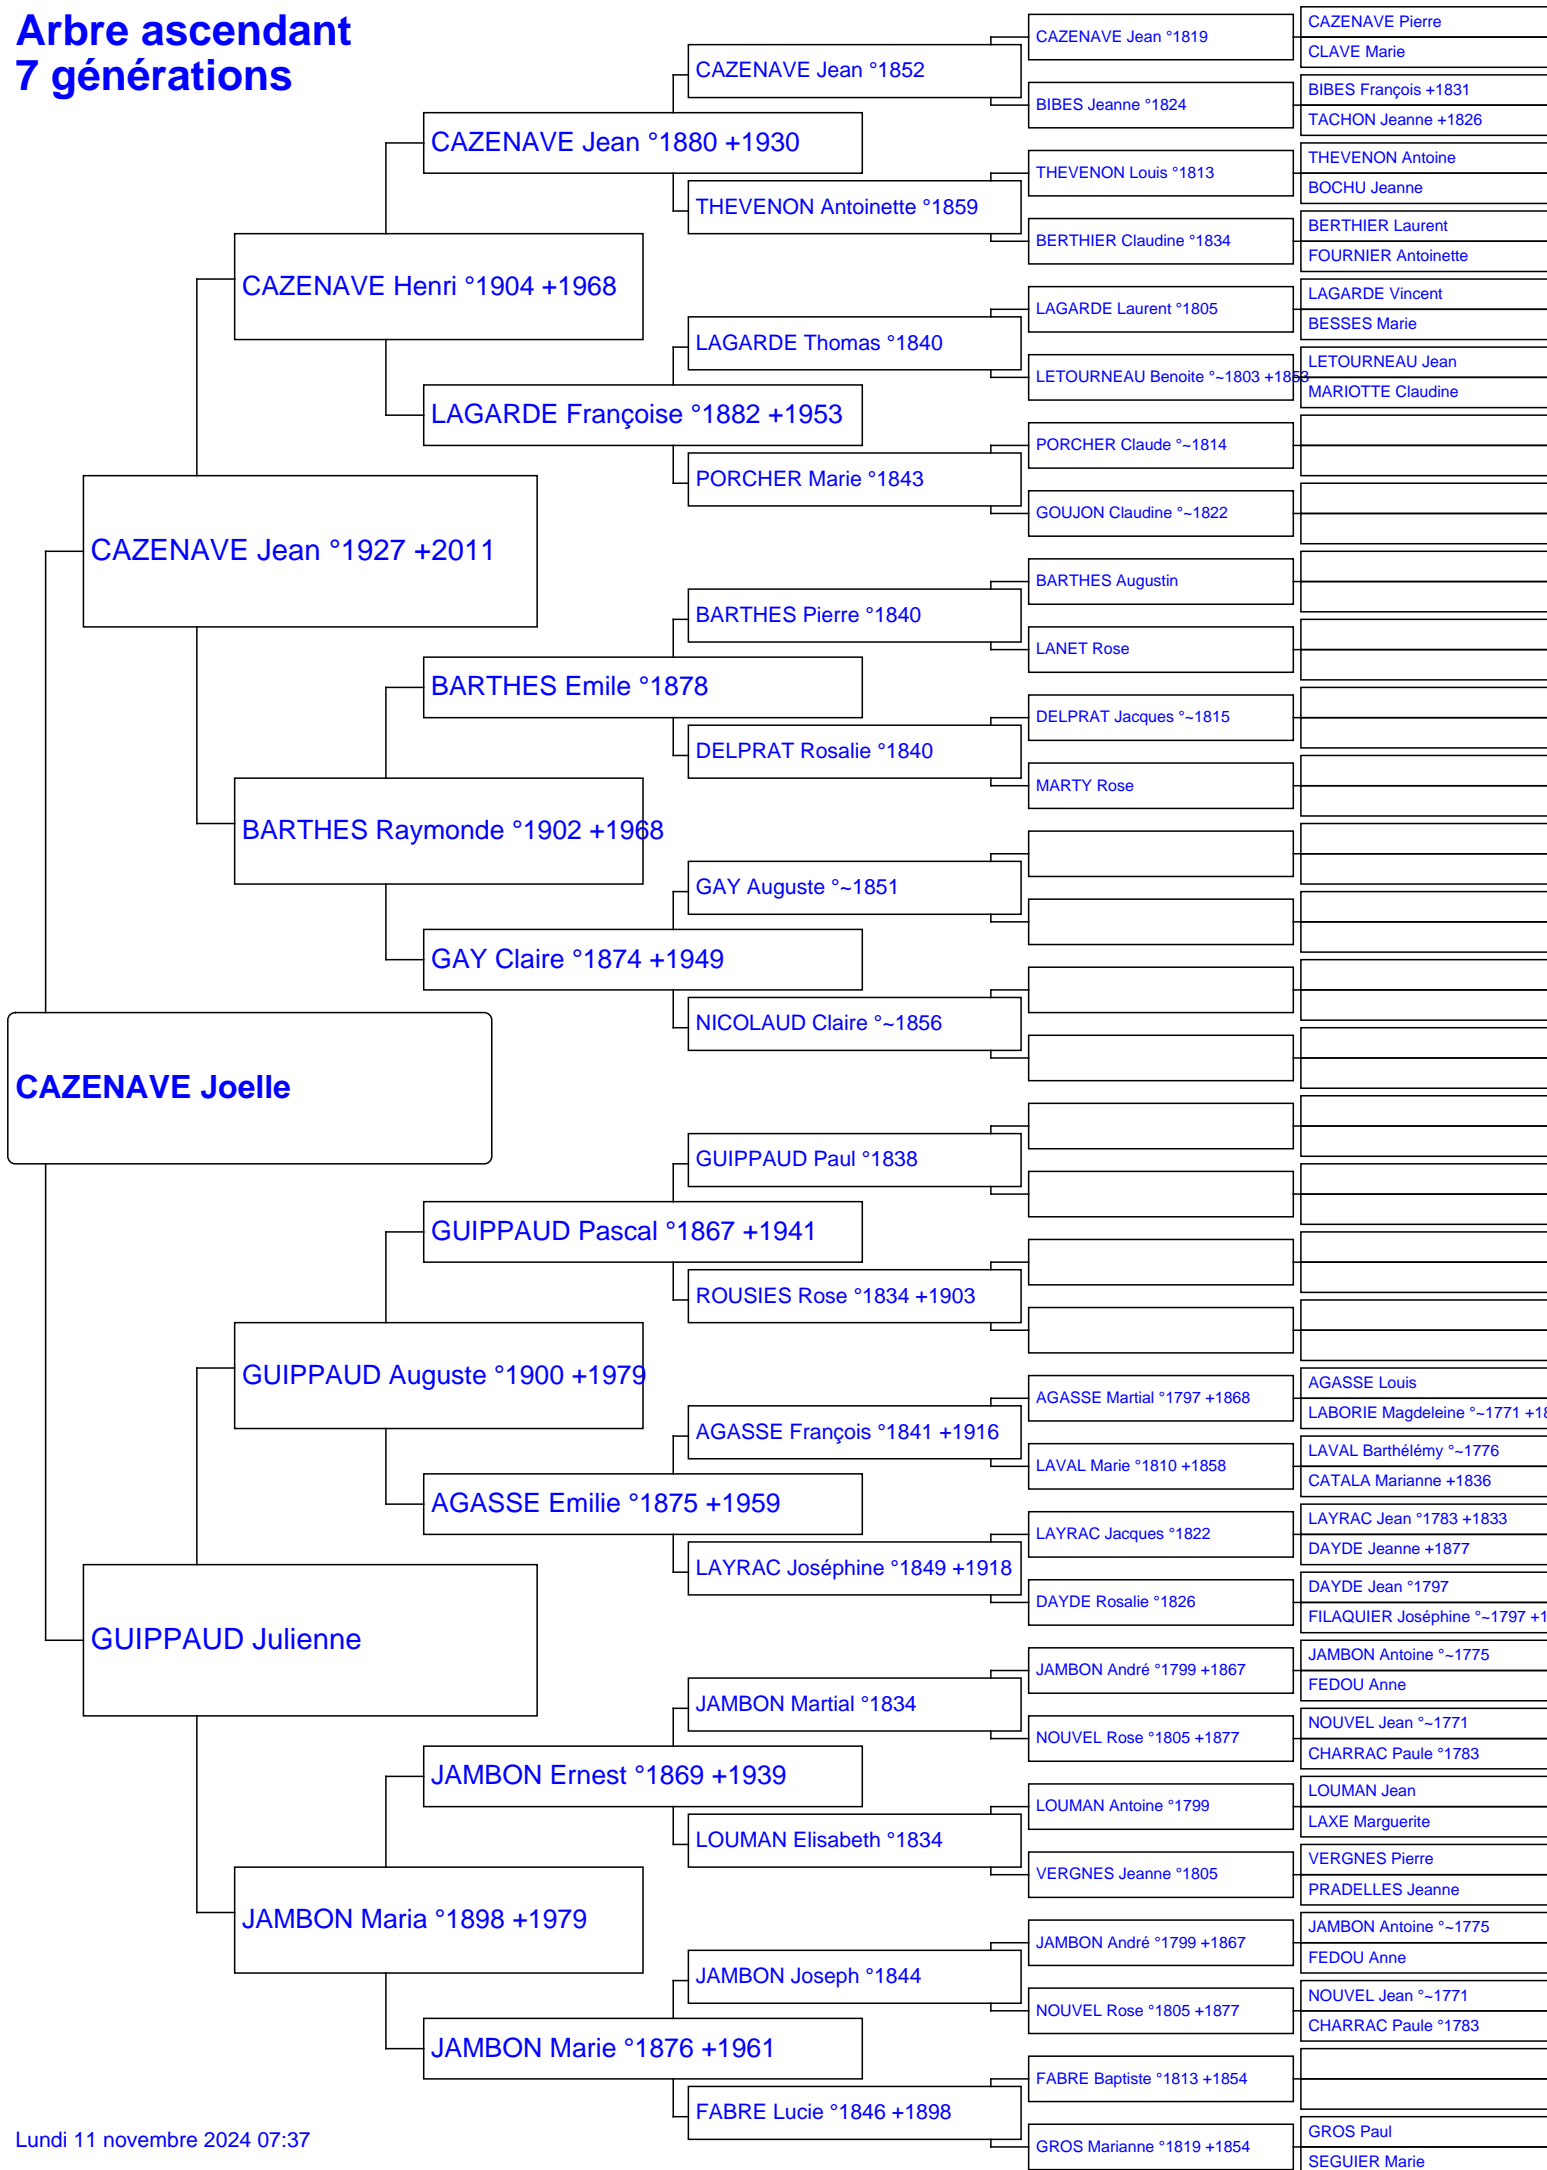 Arbre ascendant
7 générations
CAZENAVE Joelle
CAZENAVE Jean °1927 +2011
GUIPPAUD Julienne
CAZENAVE Henri °1904 +1968
BARTHES Raymonde °1902 +1968
GUIPPAUD Auguste °1900 +1979
JAMBON Maria °1898 +1979
CAZENAVE Jean °1880 +1930
LAGARDE Françoise °1882 +1953
BARTHES Emile °1878
GAY Claire °1874 +1949
GUIPPAUD Pascal °1867 +1941
AGASSE Emilie °1875 +1959
JAMBON Ernest °1869 +1939
JAMBON Marie °1876 +1961
CAZENAVE Jean °1852
THEVENON Antoinette °1859
LAGARDE Thomas °1840
PORCHER Marie °1843
BARTHES Pierre °1840
DELPRAT Rosalie °1840
GAY Auguste °~1851
NICOLAUD Claire °~1856
GUIPPAUD Paul °1838
ROUSIES Rose °1834 +1903
AGASSE François °1841 +1916
LAYRAC Joséphine °1849 +1918
JAMBON Martial °1834
LOUMAN Elisabeth °1834
JAMBON Joseph °1844
FABRE Lucie °1846 +1898
CAZENAVE Jean °1819
BIBES Jeanne °1824
THEVENON Louis °1813
BERTHIER Claudine °1834
LAGARDE Laurent °1805
LETOURNEAU Benoite °~1803 +1853
PORCHER Claude °~1814
GOUJON Claudine °~1822
BARTHES Augustin
LANET Rose
DELPRAT Jacques °~1815
MARTY Rose
AGASSE Martial °1797 +1868
LAVAL Marie °1810 +1858
LAYRAC Jacques °1822
DAYDE Rosalie °1826
JAMBON André °1799 +1867
NOUVEL Rose °1805 +1877
LOUMAN Antoine °1799
VERGNES Jeanne °1805
JAMBON André °1799 +1867
NOUVEL Rose °1805 +1877
FABRE Baptiste °1813 +1854
GROS Marianne °1819 +1854
CAZENAVE Pierre
CLAVE Marie
BIBES François +1831
TACHON Jeanne +1826
THEVENON Antoine
BOCHU Jeanne
BERTHIER Laurent
FOURNIER Antoinette
LAGARDE Vincent
BESSES Marie
LETOURNEAU Jean
MARIOTTE Claudine
AGASSE Louis
LABORIE Magdeleine °~1771
LAVAL Barthélémy °~1776
CATALA Marianne +1836
LAYRAC Jean °1783 +1833
DAYDE Jeanne +1877
DAYDE Jean °1797
FILAQUIER Joséphine °~1797
JAMBON Antoine °~1775
FEDOU Anne
NOUVEL Jean °~1771
CHARRAC Paule °1783
LOUMAN Jean
LAXE Marguerite
VERGNES Pierre
PRADELLES Jeanne
JAMBON Antoine °~1775
FEDOU Anne
NOUVEL Jean °~1771
CHARRAC Paule °1783
GROS Paul
SEGUIER Marie
Lundi 11 novembre 2024 07:37